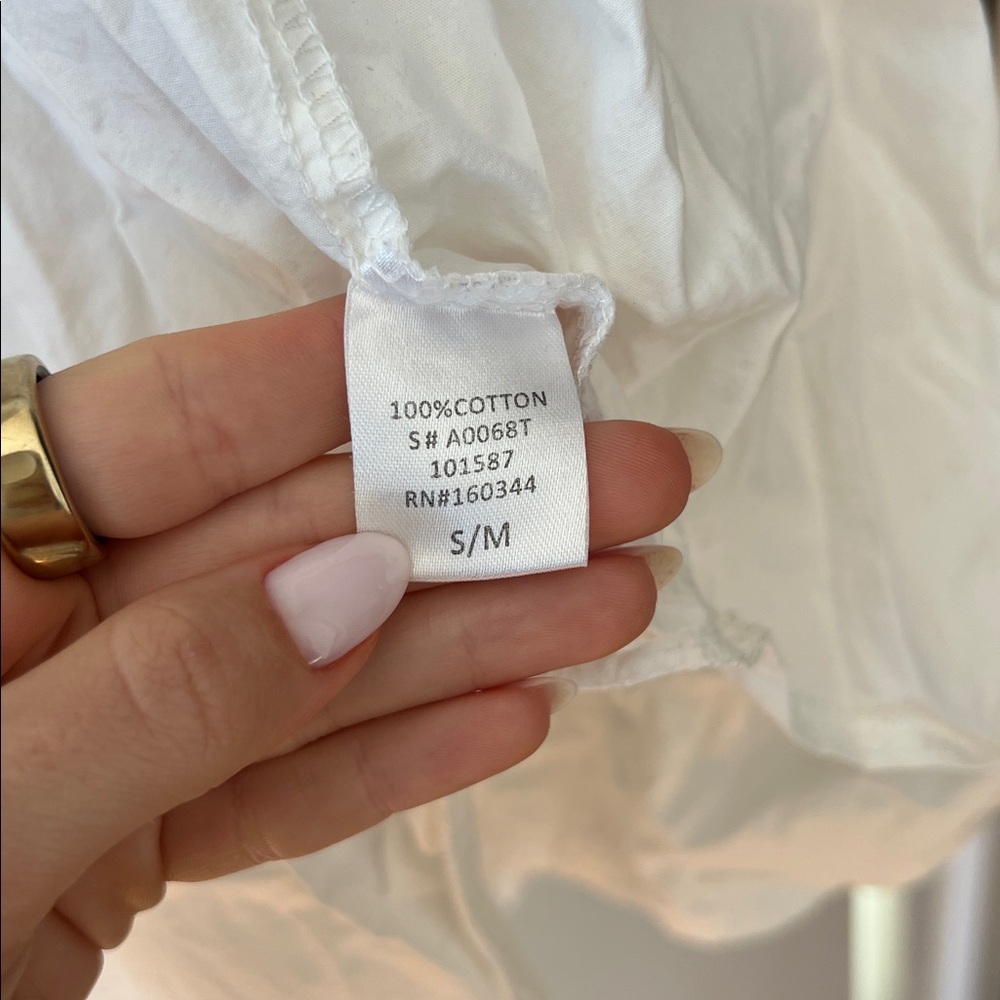 100%COTTON
S# A0068T
101587
RN#160344
S/M